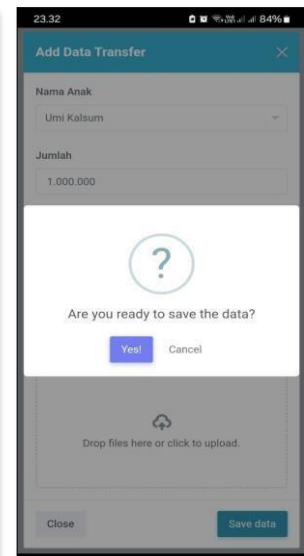 23.32
84%
Add Data Transfer
Nama Anak
Umi Kalsum
Jumlah
1.000.000
Are you ready to save the data?
Yes! Cancel
Drop files here or click to upload.
Close Save data